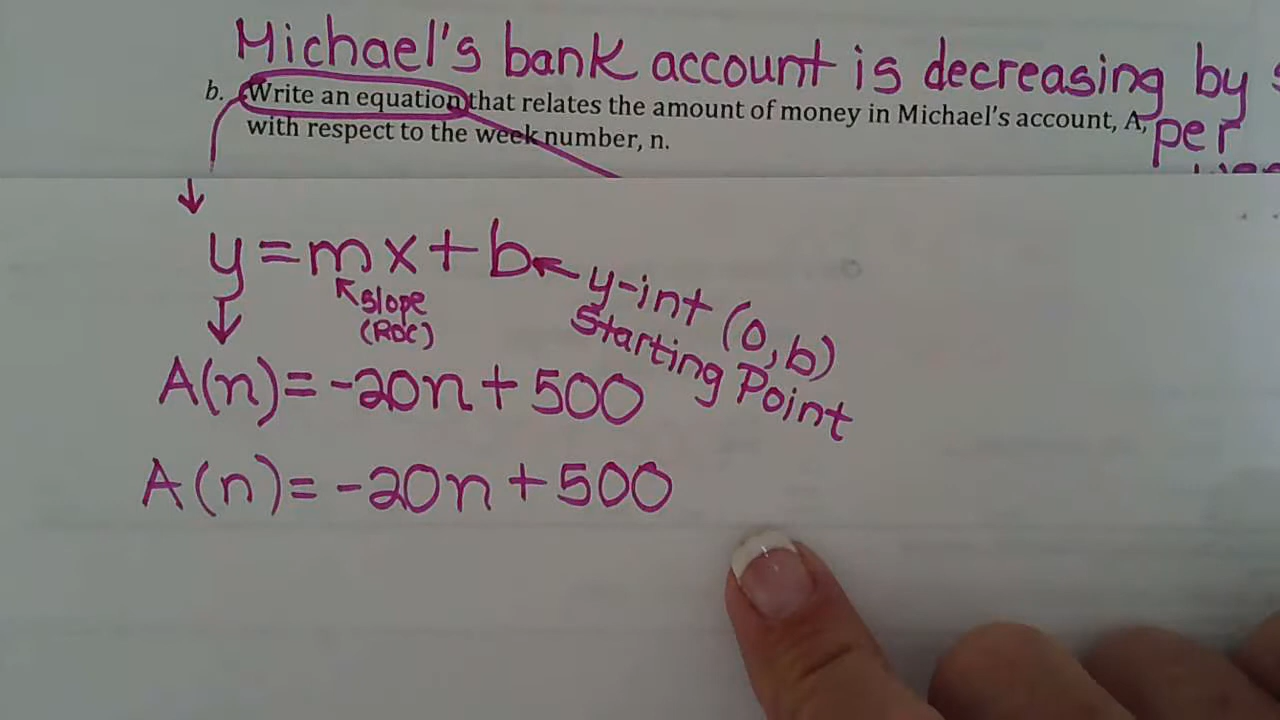 Michael's bank account is decreasing by
b. Write an equation that relates the amount of money in Michael's account, A,
per
with respect to the week number, n.
y = mx + b
y-int (0,b)
Starting Point
slope
(ROC)
A(n) = -20n + 500
A(n) = -20n + 500